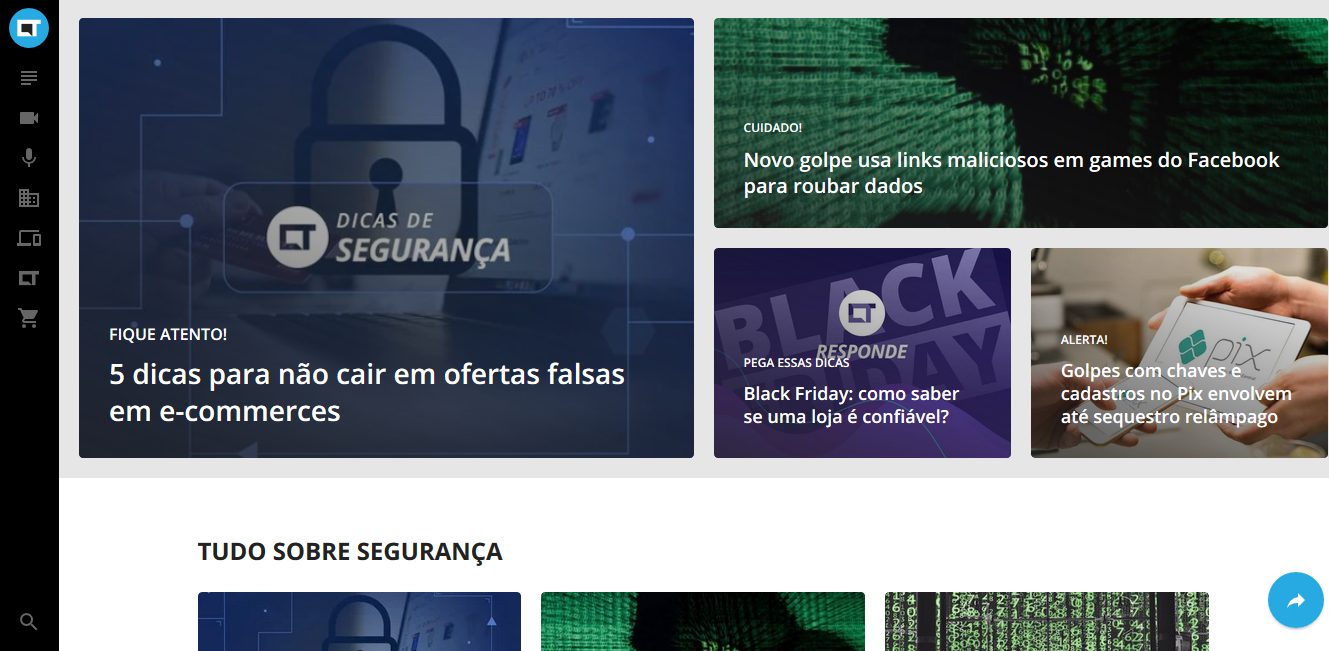 DICAS DE
SEGURANÇA
FIQUE ATENTO!
5 dicas para não cair em ofertas falsas
em e-commerces
CUIDADO!
Novo golpe usa links maliciosos em games do Facebook
para roubar dados
BLACK
RESPONDE
PEGA ESSAS DICAS
Black Friday: como saber
se uma loja é confiável?
pix
ALERTA!
Golpes com chaves e
cadastros no Pix envolvem
até sequestro relâmpago
TUDO SOBRE SEGURANÇA